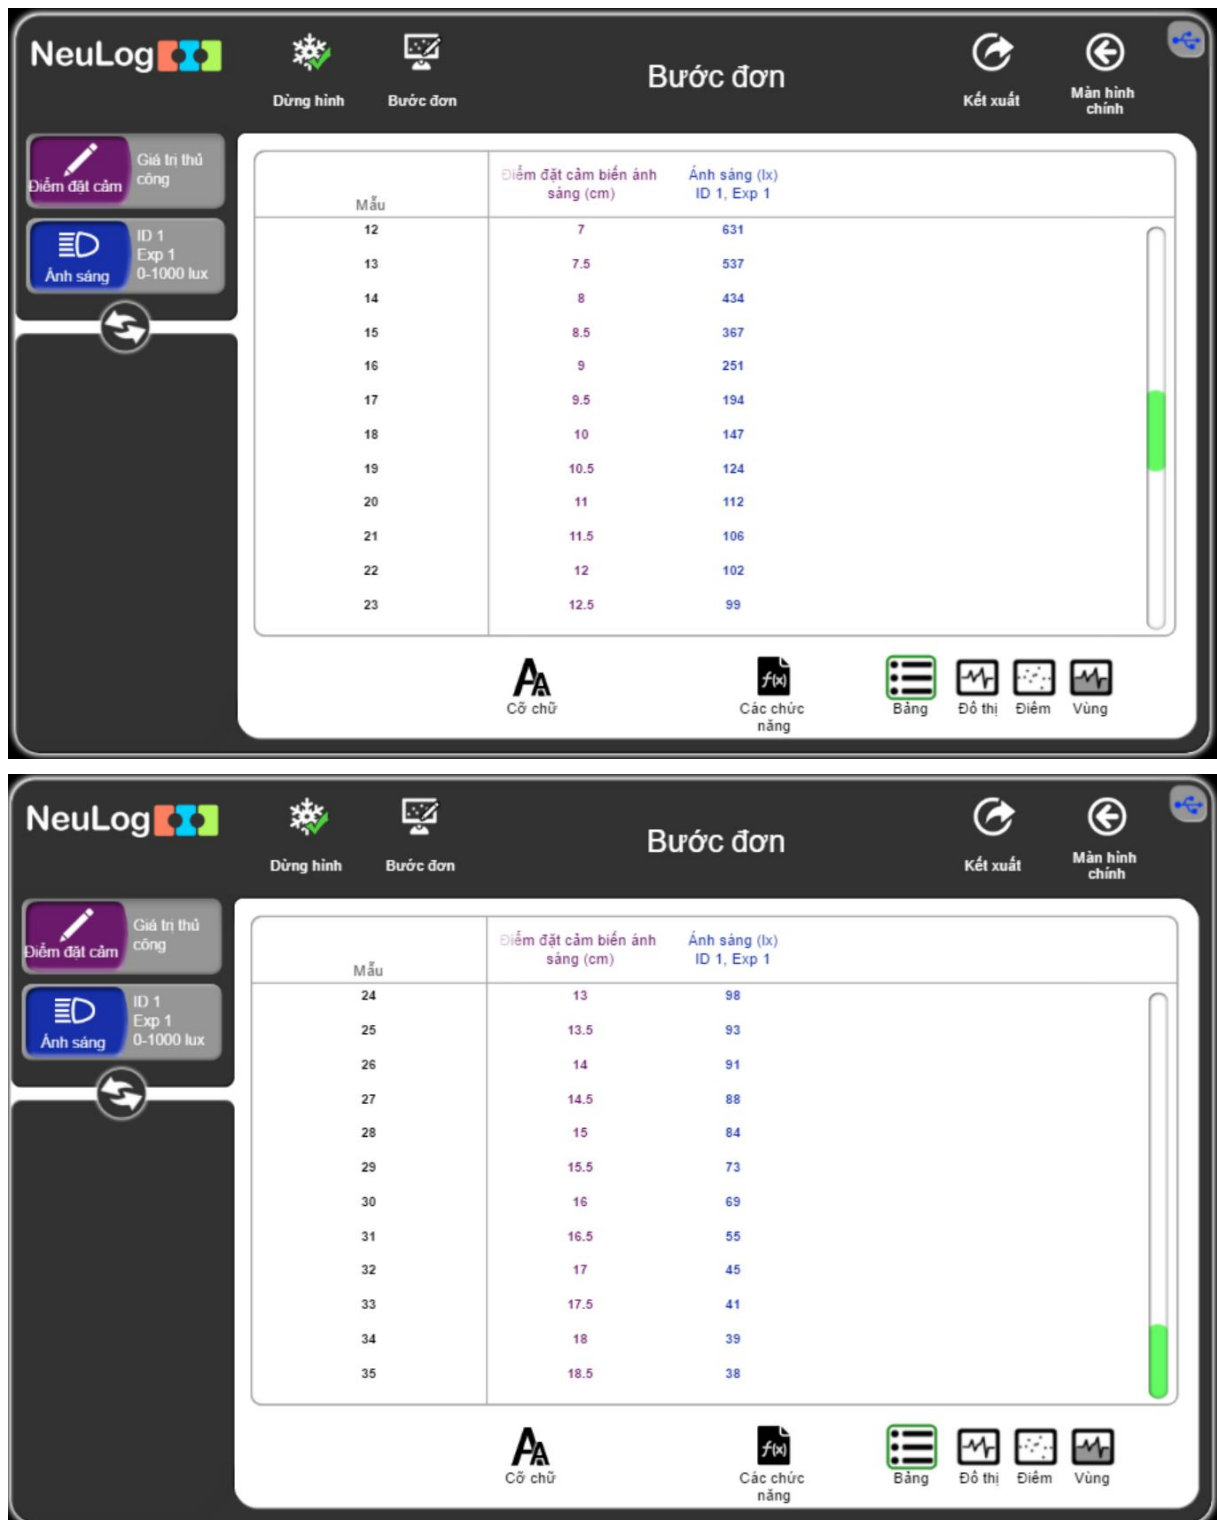 NeuLog
Dừng hình
Bước đơn
Bước đơn
Kết xuất
Màn hình
chính
Điểm đặt cảm
Giá trị thủ
công
Ánh sáng
ID 1
Exp 1
0-1000 lux
Mẫu
Điểm đặt cảm biến ánh
sáng (cm)
Ánh sáng (lx)
ID 1, Exp 1
12 7 631
13 7.5 537
14 8 434
15 8.5 367
16 9 251
17 9.5 194
18 10 147
19 10.5 124
20 11 112
21 11.5 106
22 12 102
23 12.5 99
Cỡ chữ
f(x)
Các chức
năng
Bảng
Đồ thị
Điểm
Vùng
NeuLog
Dừng hình
Bước đơn
Bước đơn
Kết xuất
Màn hình
chính
Điểm đặt cảm
Giá trị thủ
công
Ánh sáng
ID 1
Exp 1
0-1000 lux
Mẫu
Điểm đặt cảm biến ánh
sáng (cm)
Ánh sáng (lx)
ID 1, Exp 1
24 13 98
25 13.5 93
26 14 91
27 14.5 88
28 15 84
29 15.5 73
30 16 69
31 16.5 55
32 17 45
33 17.5 41
34 18 39
35 18.5 38
Cỡ chữ
f(x)
Các chức
năng
Bảng
Đồ thị
Điểm
Vùng